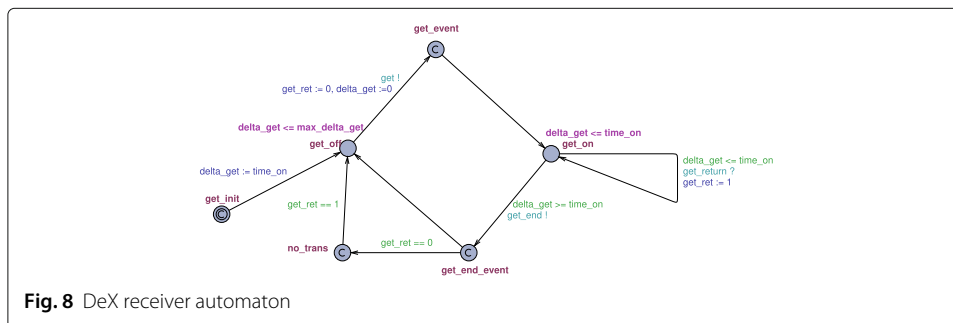 get_event
get !
get_ret := 0, delta_get :=0
delta_get <= max_delta_get
get_off
delta_get <= time_on
get_on
delta_get <= time_on
get_return ?
get_ret := 1
delta_get := time_on
get_init
C
C
get_ret == 1
delta_get >= time_on
get_end !
no_trans
C
get_ret == 0
C
get_end_event
Fig. 8 DeX receiver automaton